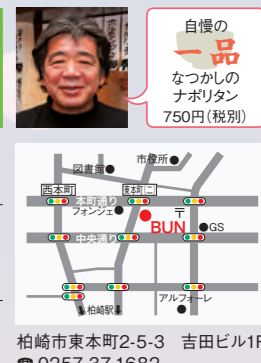 自慢の
一品
なつかしの
ナポリタン
750円(税別)
市役所
図書館
西本町
東本町(二)
本町通り
フォンジェ
〒
BUN
GS
中央通り
アルフォーレ
柏崎駅
柏崎市東本町2-5-3 吉田ビル1F
☎0257-37-1682